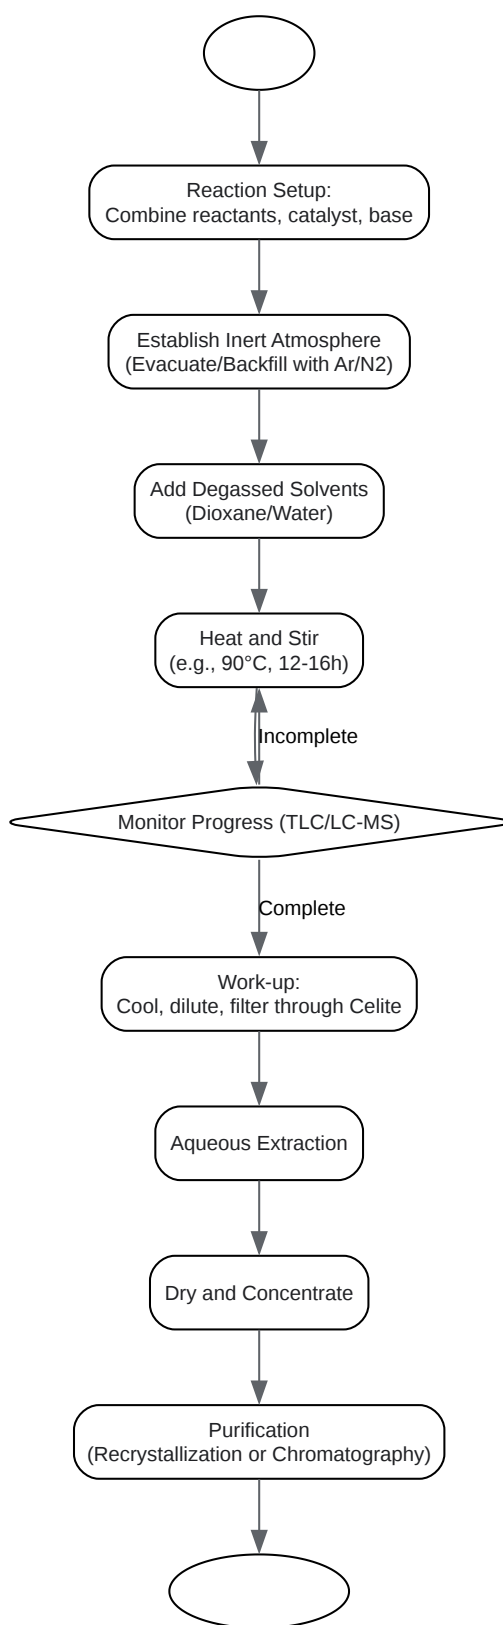 Reaction Setup:
Combine reactants, catalyst, base
Establish Inert Atmosphere
(Evacuate/Backfill with Ar/N2)
Add Degassed Solvents
(Dioxane/Water)
Heat and Stir
(e.g., 90°C, 12-16h)
Incomplete
Monitor Progress (TLC/LC-MS)
Complete
Work-up:
Cool, dilute, filter through Celite
Aqueous Extraction
Dry and Concentrate
Purification
(Recrystallization or Chromatography)